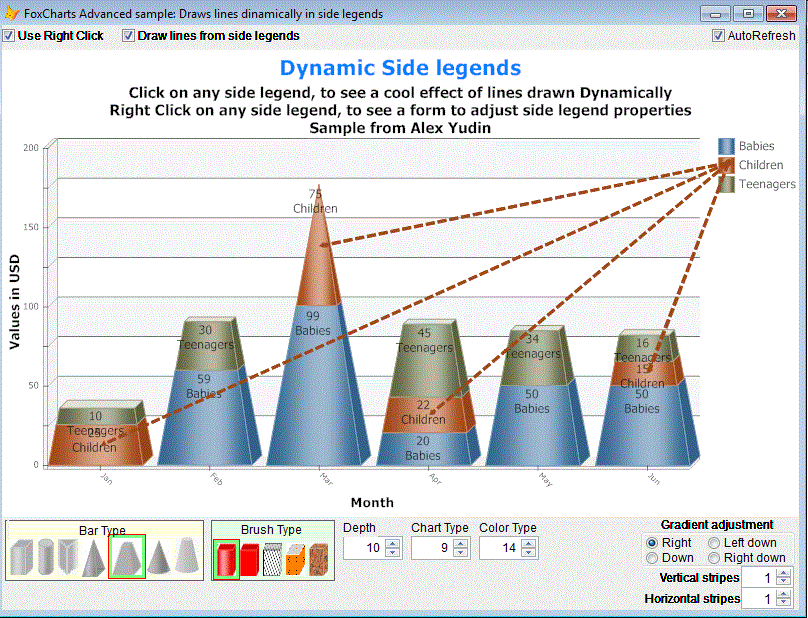 FoxCharts Advanced sample: Draws lines dinamically in side legends
Use Right Click
Draw lines from side legends
AutoRefresh
Dynamic Side legends
Click on any side legend, to see a cool effect of lines drawn Dynamically
Right Click on any side legend, to see a form to adjust side legend properties
Sample from Alex Yudin
Babies
Children
Teenagers
Values in USD
200
150
100
50
0
10
Teenagers
25
Children
30
Teenagers
59
Babies
75
Children
99
Babies
45
Teenagers
22
Children
20
Babies
34
Teenagers
50
Babies
16
Teenagers
15
Children
50
Babies
Jan
Feb
Mar
Apr
May
Jun
Month
Bar Type
Brush Type
Depth
10
Chart Type
9
Color Type
14
Gradient adjustment
Right
Left down
Down
Right down
Vertical stripes
1
Horizontal stripes
1